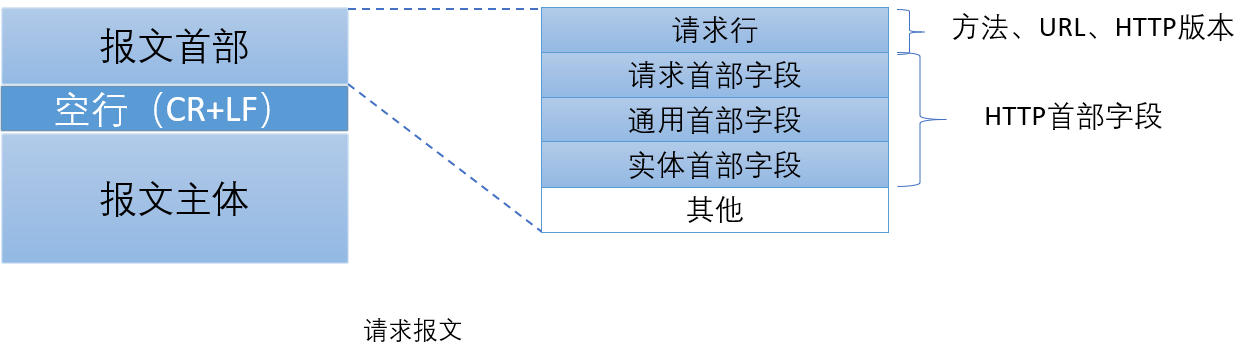 报文首部
空行（CR+LF）
报文主体
请求行
请求首部字段
通用首部字段
实体首部字段
其他
方法、URL、HTTP版本
HTTP首部字段
请求报文